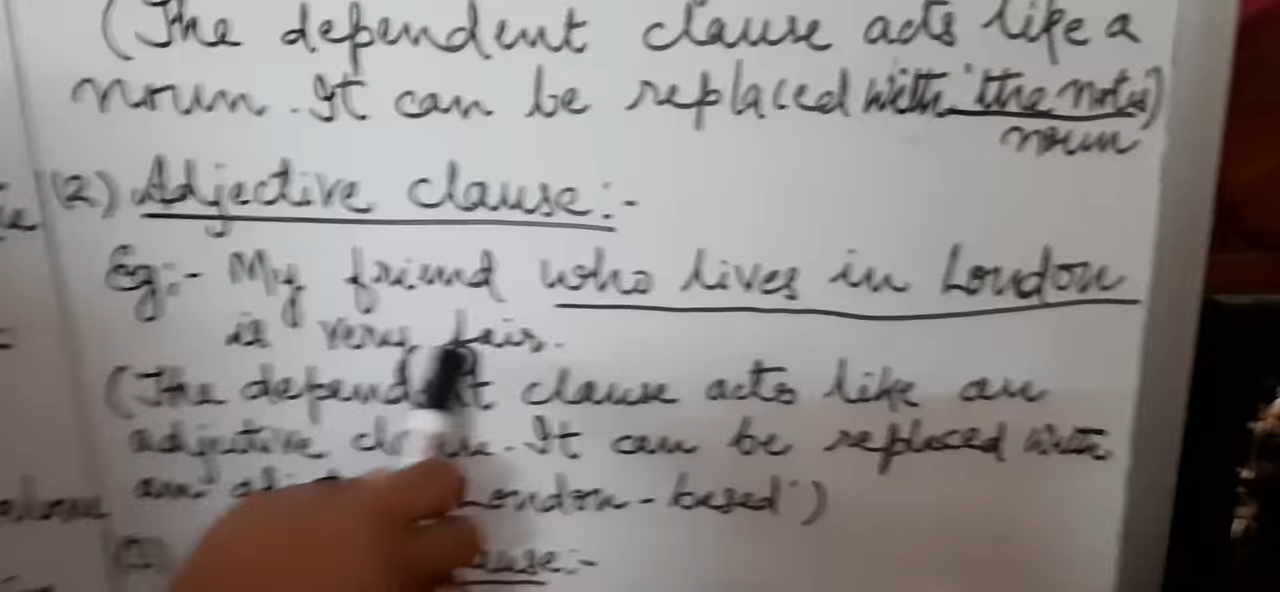 (The dependent clause acts like a
noun. It can be replaced with 'the notes')
noun
(2) Adjective clause:-
Eg:- My friend who lives in London
is very fair.
(The dependent clause acts like an
adjective It can be replaced with
an London-based')